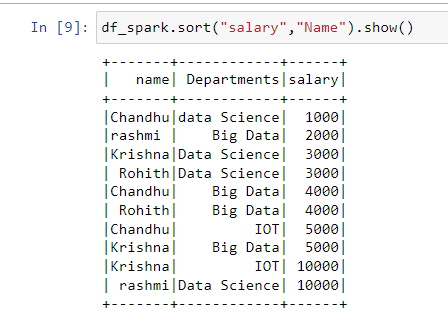 In [9]: df_spark.sort("salary","Name").show()
+-------+------------+------+
|   name| Departments|salary|
+-------+------------+------+
|Chandhu|data Science|  1000|
|rashmi |    Big Data|  2000|
|Krishna|Data Science|  3000|
| Rohith|Data Science|  3000|
|Chandhu|    Big Data|  4000|
| Rohith|    Big Data|  4000|
|Chandhu|         IOT|  5000|
|Krishna|    Big Data|  5000|
|Krishna|         IOT| 10000|
| rashmi|Data Science| 10000|
+-------+------------+------+